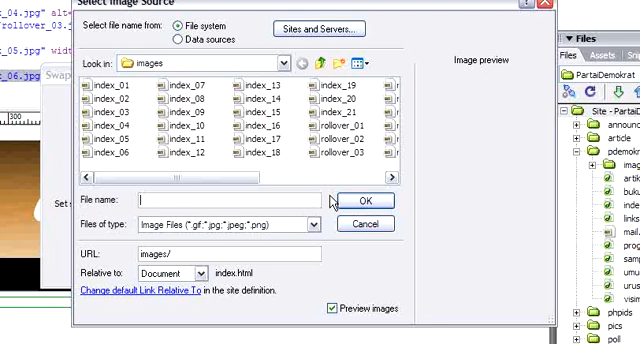 _04.jpg" alt=
/rollover_03.j
_05.jpg" width
_06.jpg
Swap
300
Set s
Select Image Source
Select file name from:
File system
Data sources
Sites and Servers...
Look in:
images
Image preview
index_01
index_02
index_03
index_04
index_05
index_06
index_07
index_08
index_09
index_10
index_11
index_12
index_13
index_14
index_15
index_16
index_17
index_18
index_19
index_20
index_21
rollover_01
rollover_02
rollover_03
File name:
OK
Files of type:
Image Files (*.gif;*.jpg;*.jpeg;*.png)
Cancel
URL:
images/
Relative to:
Document
index.html
Change default Link Relative To in the site definition.
Preview images
Files
Files
Assets
Snip
PartaiDemokrat
Site - PartaiD
announc
article
pdemokr
imag
artik
buku
inde
links
mail.
prog
samp
umu
urus
visim
phpids
pics
poll